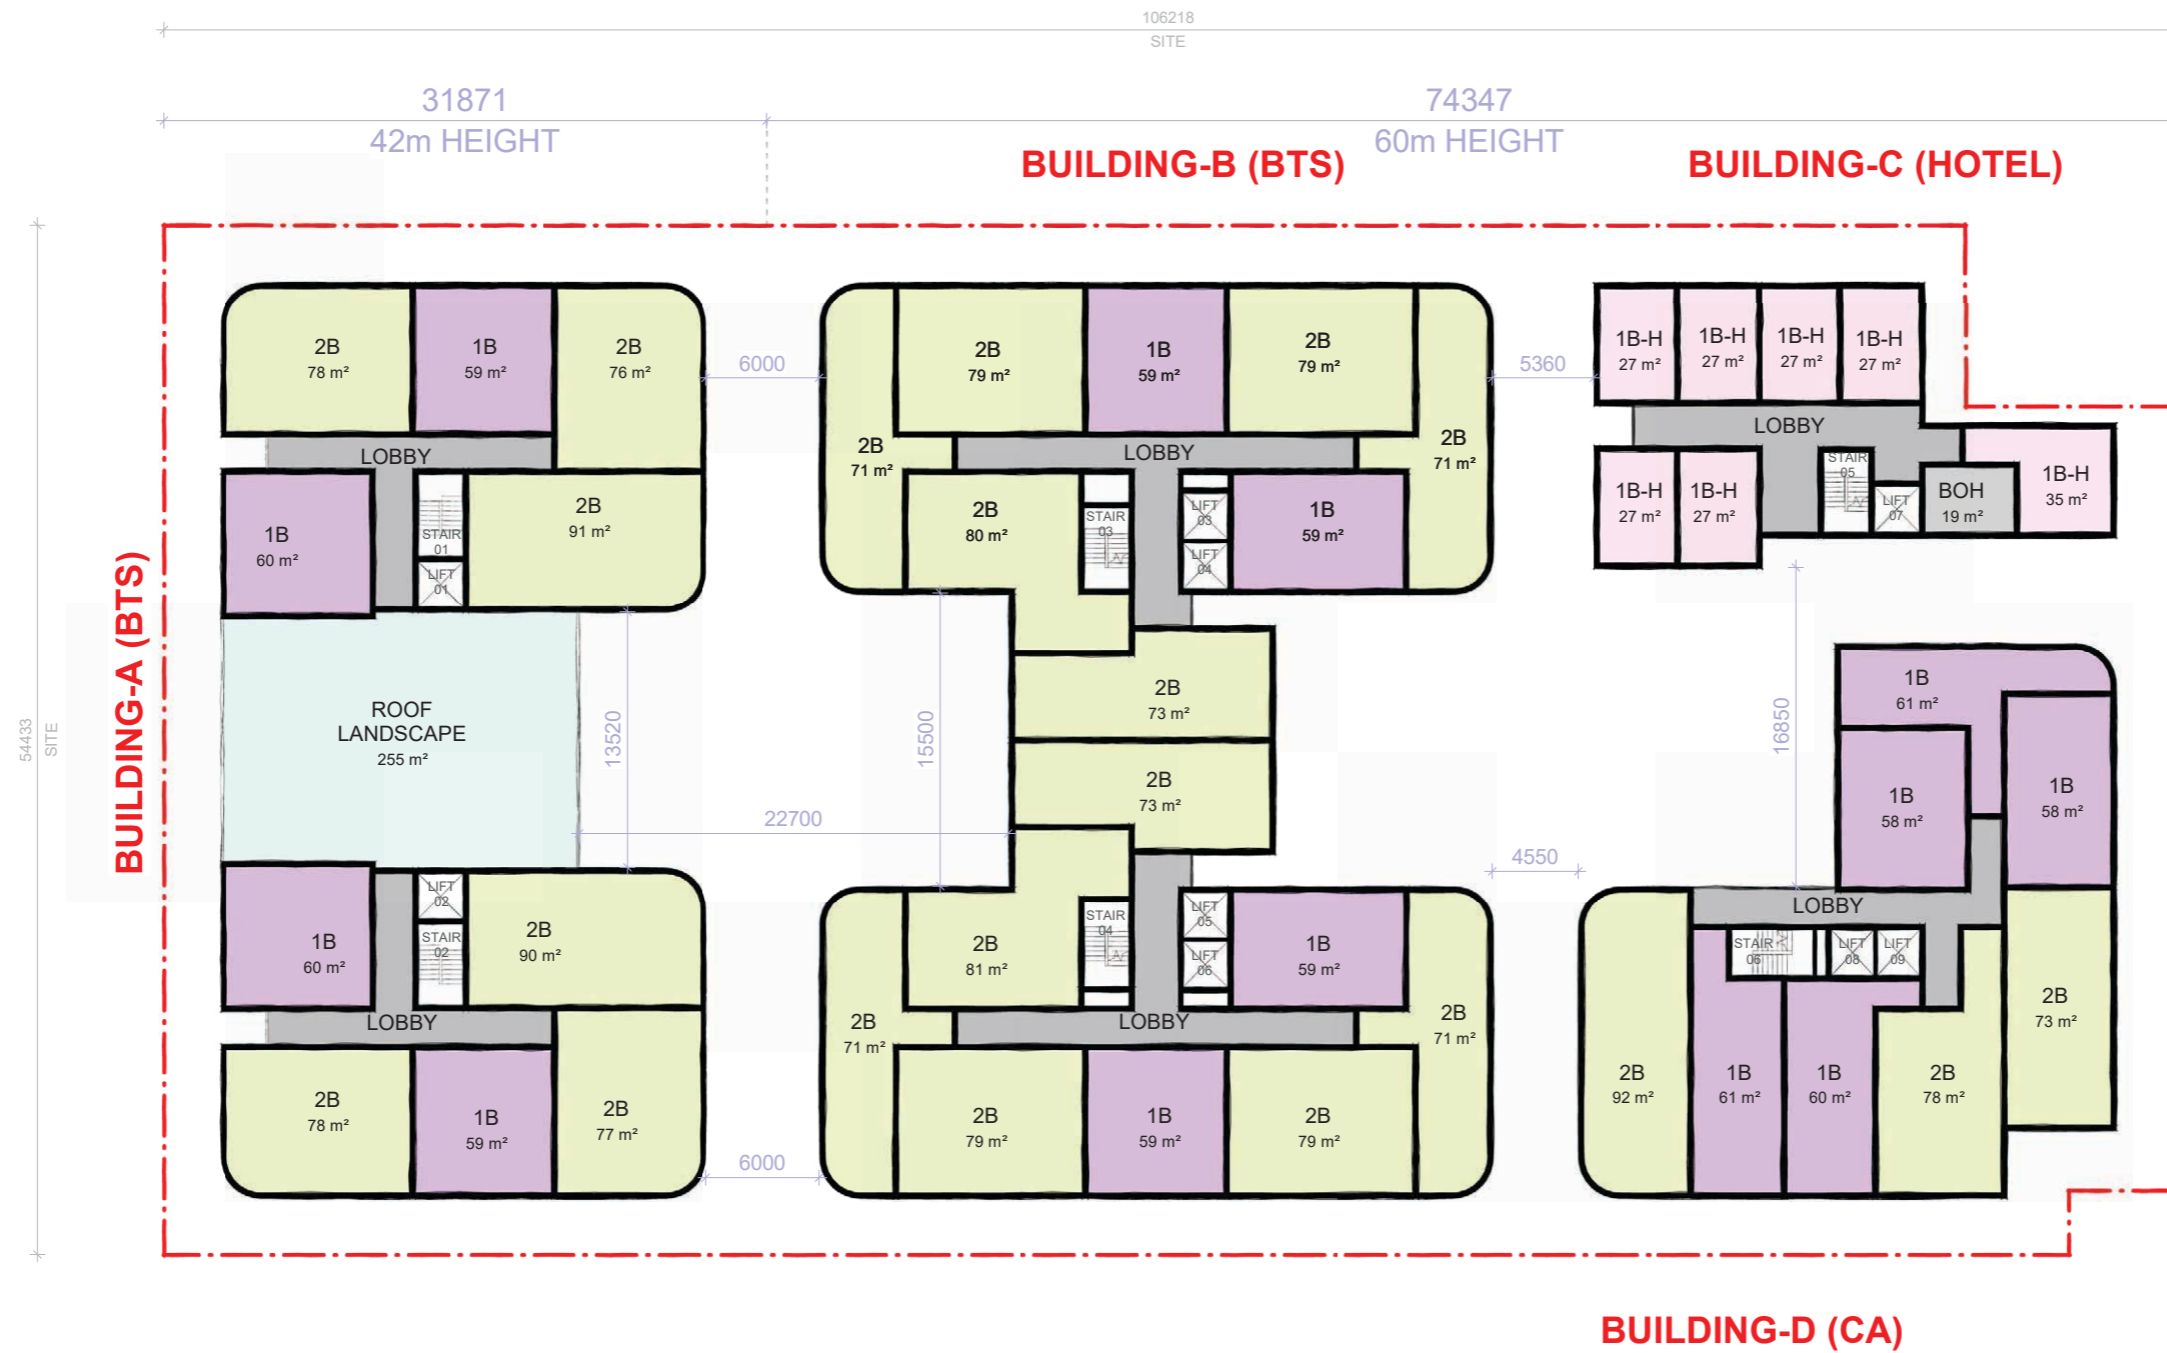 106218
SITE
31871
42m HEIGHT
74347
60m HEIGHT
BUILDING-B (BTS)
BUILDING-C (HOTEL)
54433
SITE
BUILDING-A (BTS)
2B
78 m²
1B
59 m²
2B
76 m²
LOBBY
1B
60 m²
STAIR
01
LIFT
01
2B
91 m²
ROOF
LANDSCAPE
255 m²
13520
22700
1B
60 m²
LIFT
02
STAIR
02
2B
90 m²
LOBBY
2B
78 m²
1B
59 m²
2B
77 m²
6000
6000
2B
71 m²
2B
79 m²
1B
59 m²
2B
79 m²
2B
71 m²
LOBBY
2B
80 m²
STAIR
03
LIFT
03
LIFT
04
1B
59 m²
15500
2B
73 m²
2B
73 m²
2B
81 m²
STAIR
04
LIFT
05
LIFT
06
1B
59 m²
LOBBY
2B
71 m²
2B
79 m²
1B
59 m²
2B
79 m²
2B
71 m²
5360
4550
1B-H
27 m²
1B-H
27 m²
1B-H
27 m²
1B-H
27 m²
LOBBY
1B-H
27 m²
1B-H
27 m²
STAIR
05
LIFT
07
BOH
19 m²
1B-H
35 m²
16850
1B
61 m²
1B
58 m²
1B
58 m²
LOBBY
STAIR
06
LIFT
08
LIFT
09
2B
92 m²
1B
61 m²
1B
60 m²
2B
78 m²
2B
73 m²
BUILDING-D (CA)